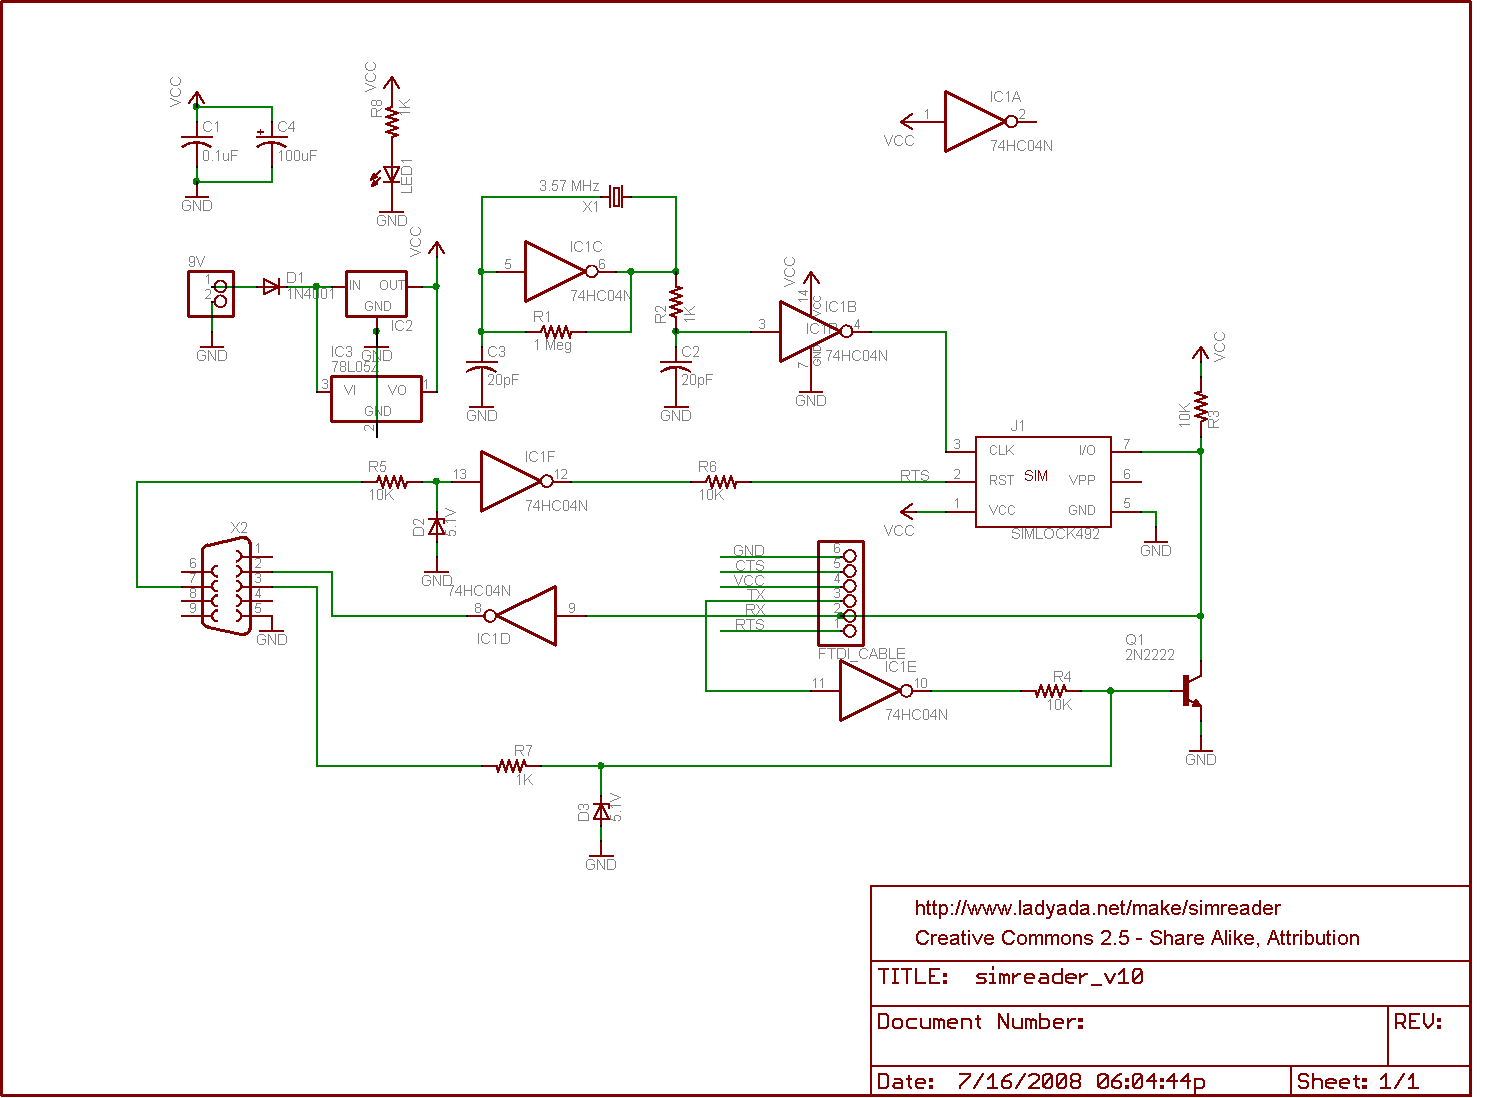 VCC
C1
0.1uF
C4
100uF
GND
VCC
R8
1K
LED1
GND
IC1A
1
2
VCC
74HC04N
3.57 MHz
X1
IC1C
5
6
74HC04N
R1
1 Meg
C3
20pF
GND
R2
1K
C2
20pF
GND
VCC
14
VCC
IC1B
3
4
74HC04N
7
GND
GND
9V
1
2
GND
D1
1N4001
IN
OUT
GND
IC2
VCC
GND
IC3
3
VI
VO
1
GND
2
VCC
10K
R3
J1
3
CLK
I/O
7
2
RST
SIM
VPP
6
1
VCC
GND
5
SIMLOCK492
RTS
VCC
GND
R5
10K
D2
5.1V
GND
13
IC1F
12
74HC04N
R6
10K
X2
1
6
2
7
3
8
4
9
5
GND
74HC04N
8
9
IC1D
GND
6
CTS
5
VCC
4
TX
3
RX
2
RTS
1
FTDI_CABLE
IC1E
11
10
74HC04N
R4
10K
Q1
2N2222
GND
R7
1K
D3
5.1V
GND
http://www.ladyada.net/make/simreader
Creative Commons 2.5 - Share Alike, Attribution
TITLE: simreader_v10
Document Number:
REV:
Date: 7/16/2008 06:04:44p
Sheet: 1/1